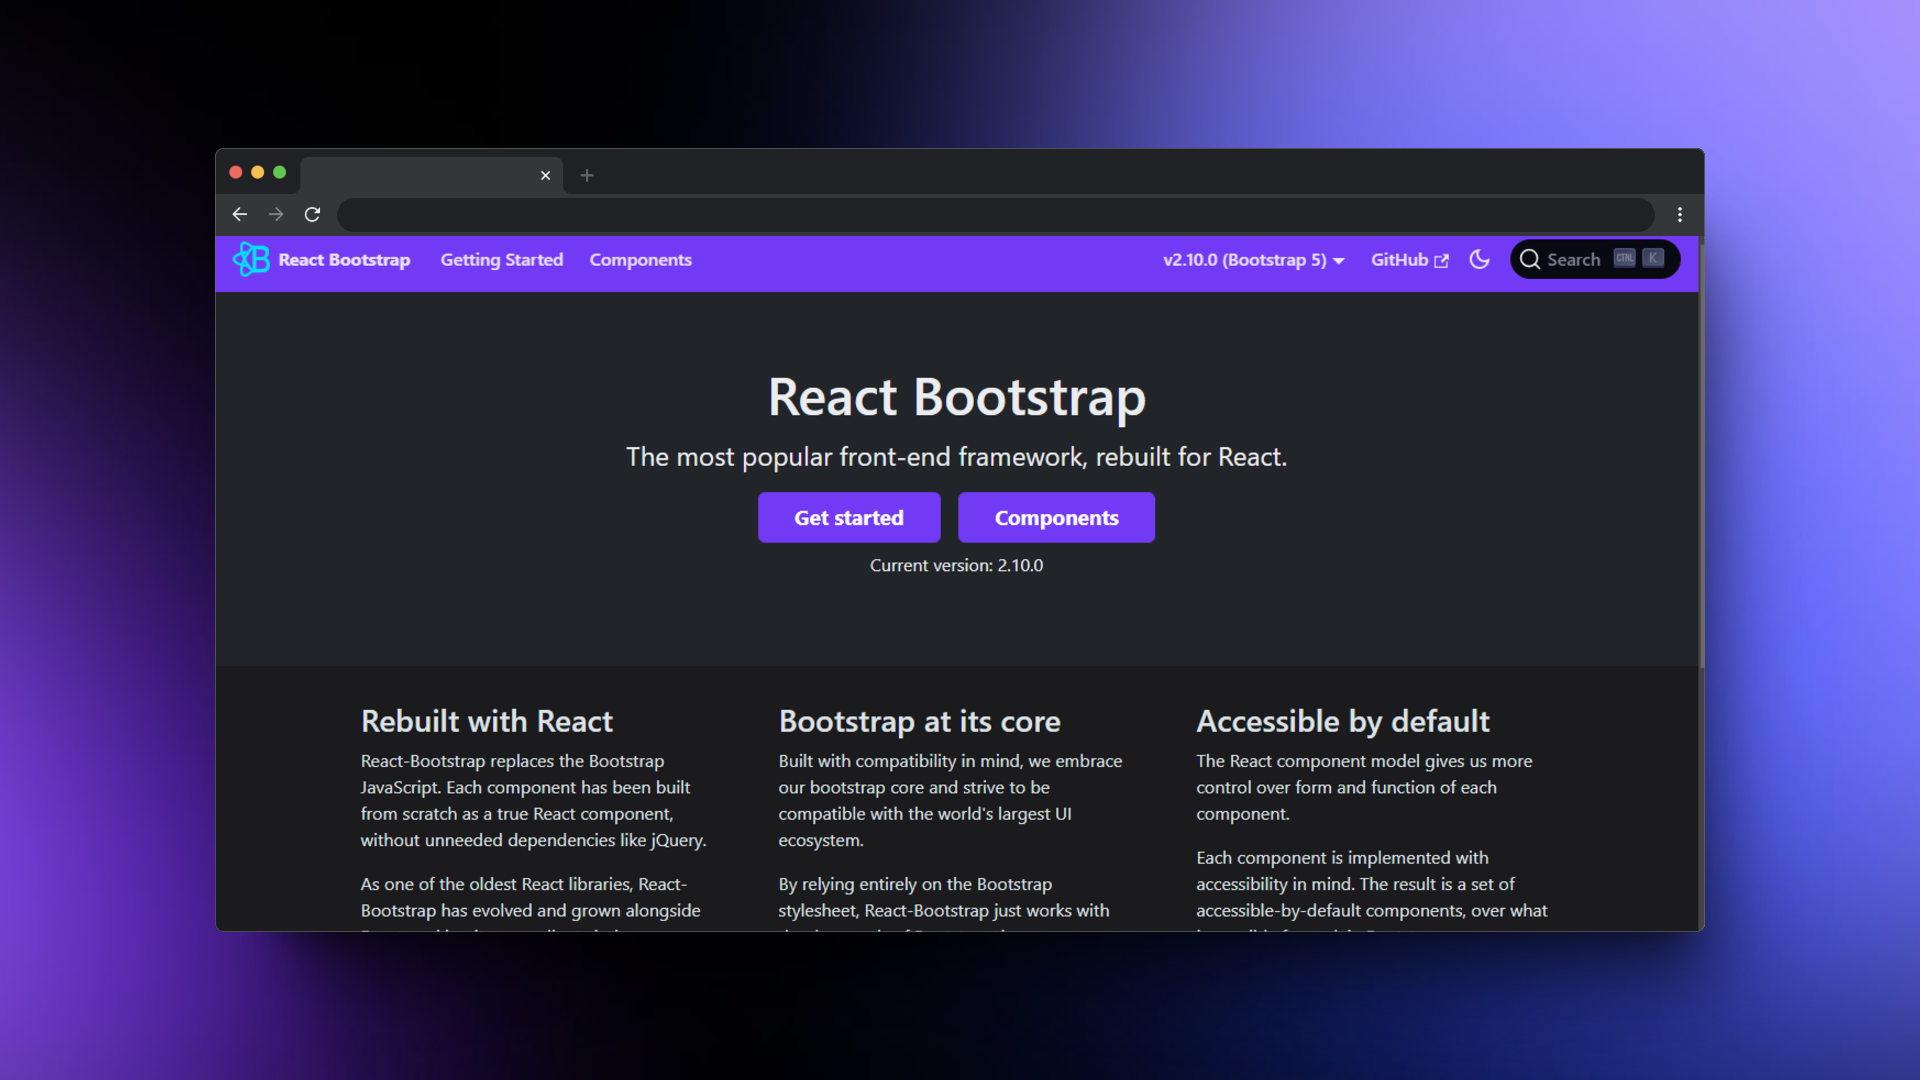 React Bootstrap Getting Started Components v2.10.0 (Bootstrap 5) GitHub Search CTRL K
React Bootstrap
The most popular front-end framework, rebuilt for React.
Get started Components
Current version: 2.10.0
Rebuilt with React
React-Bootstrap replaces the Bootstrap
JavaScript. Each component has been built
from scratch as a true React component,
without unneeded dependencies like jQuery.
As one of the oldest React libraries, React-
Bootstrap has evolved and grown alongside
Bootstrap at its core
Built with compatibility in mind, we embrace
our bootstrap core and strive to be
compatible with the world's largest UI
ecosystem.
By relying entirely on the Bootstrap
stylesheet, React-Bootstrap just works with
Accessible by default
The React component model gives us more
control over form and function of each
component.
Each component is implemented with
accessibility in mind. The result is a set of
accessible-by-default components, over what